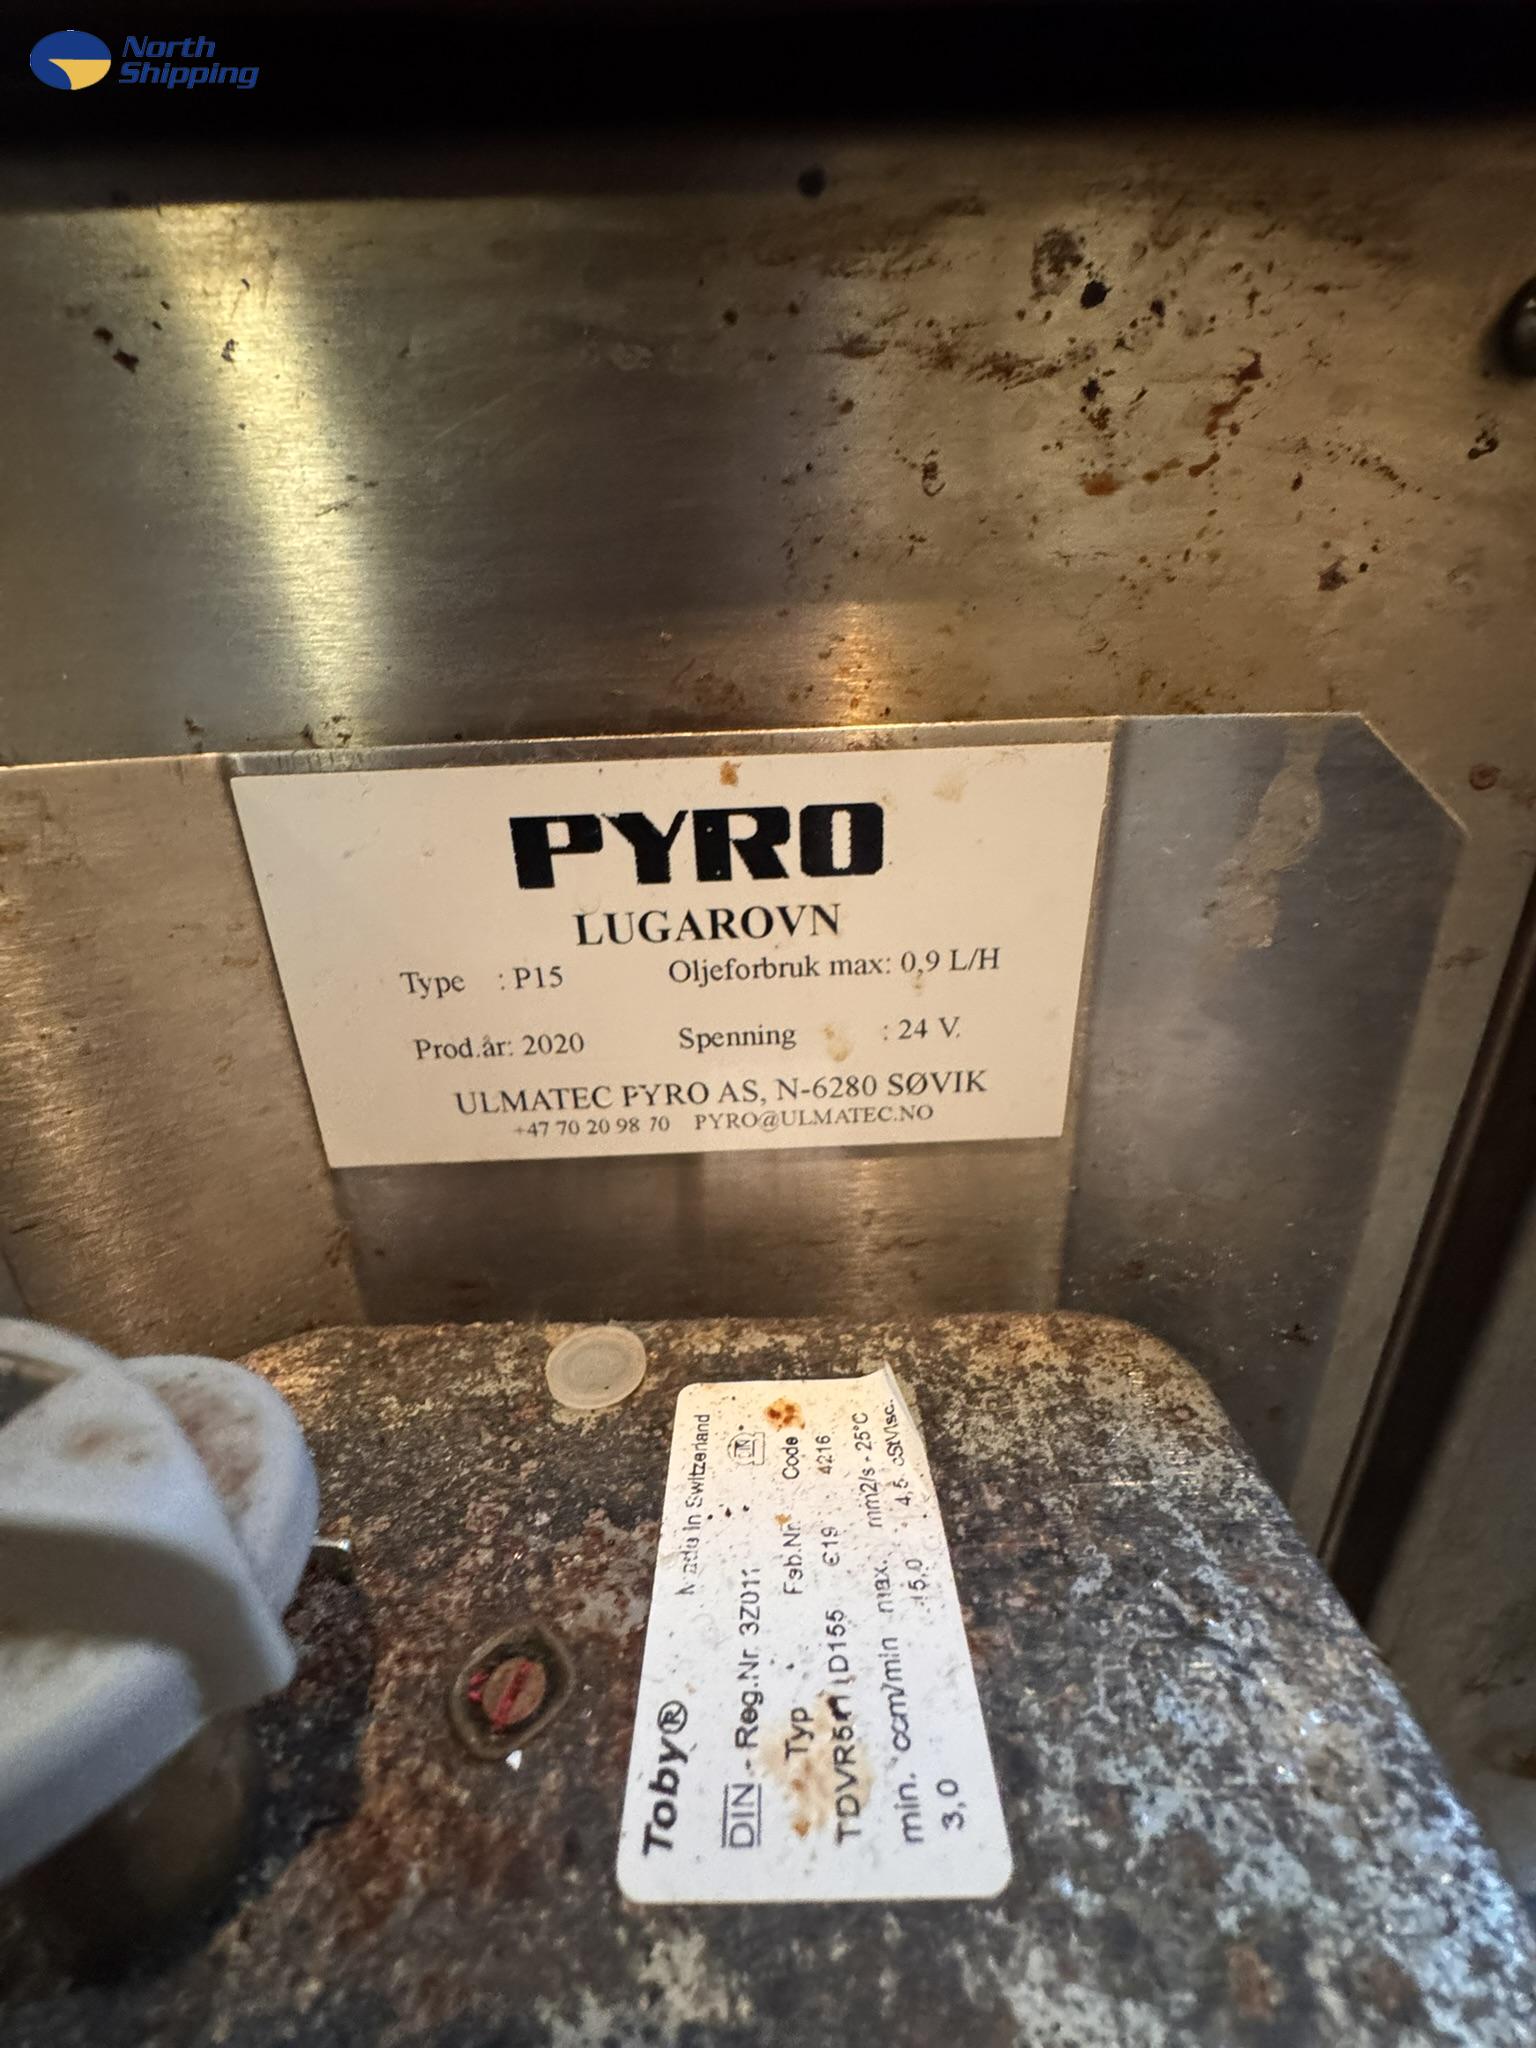 North
Shipping
PYRO
LUGAROVN
Type : P15 Oljeforbruk max: 0,9 L/H
Prod.år: 2020 Spenning : 24 V.
ULMATEC PYRO AS, N-6280 SØVIK
+47 70 20 98 70 PYRO@ULMATEC.NO
Toby® Made in Switzerland
DIN - Reg.Nr. 3Z011 DIN
Typ Fab.Nr. Code
D155 4216
min. ccm/min max. mm2/s - 25°C
3,0 15,0 4,5